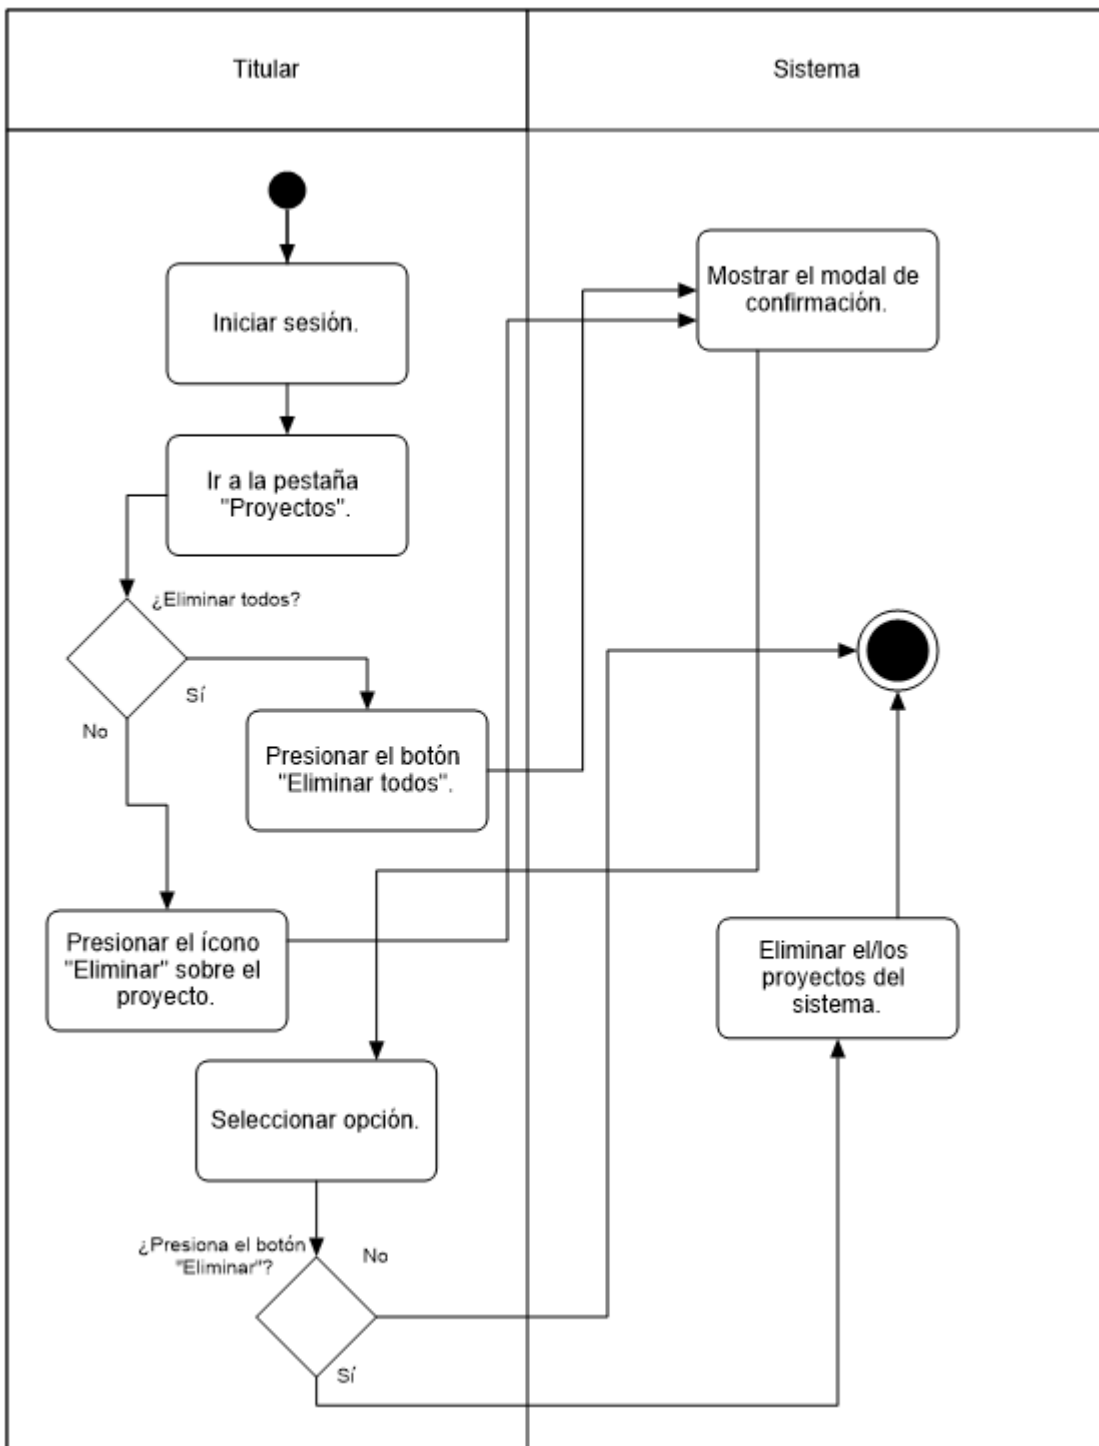 Titular
Sistema
Iniciar sesión.
Mostrar el modal de
confirmación.
Ir a la pestaña
"Proyectos".
¿Eliminar todos?
Sí
No
Presionar el botón
"Eliminar todos".
Presionar el ícono
"Eliminar" sobre el
proyecto.
Eliminar el/los
proyectos del
sistema.
Seleccionar opción.
¿Presiona el botón
"Eliminar"?
No
Sí